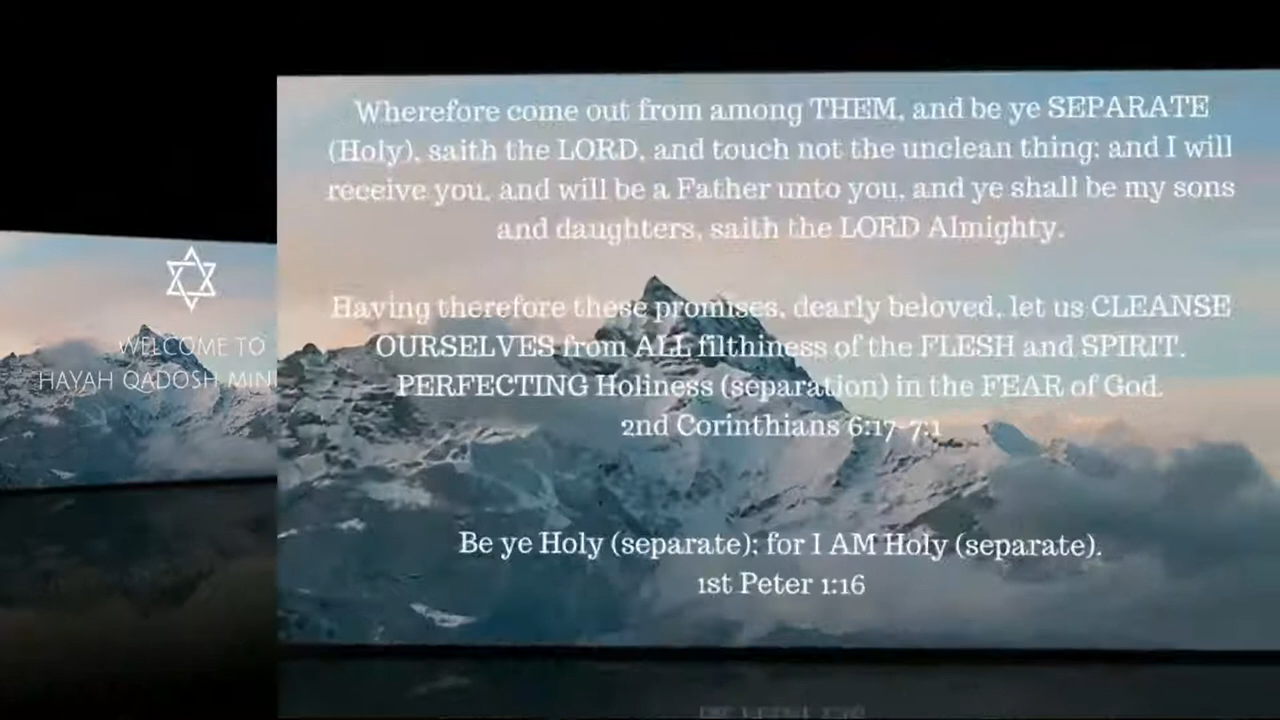 WELCOME TO
HAYAH QADOSH
Wherefore come out from among THEM, and be ye SEPARATE
(Holy), saith the LORD, and touch not the unclean thing; and I will
receive you, and will be a Father unto you, and ye shall be my sons
and daughters, saith the LORD Almighty.
Having therefore these promises, dearly beloved, let us CLEANSE
OURSELVES from ALL filthiness of the FLESH and SPIRIT,
PERFECTING Holiness (separation) in the FEAR of God.
2nd Corinthians 6:17-7:1
Be ye Holy (separate); for I AM Holy (separate).
1st Peter 1:16